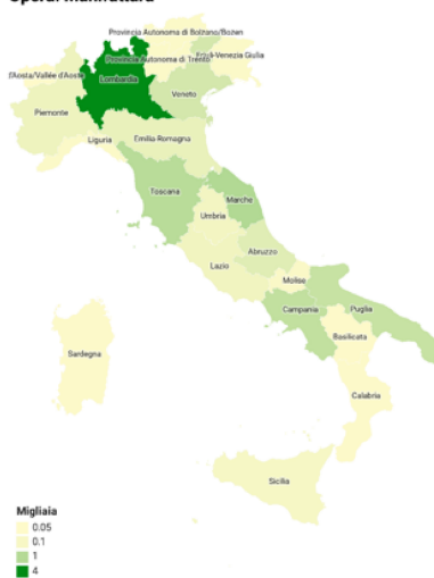 Provincia Autonoma di Bolzano/Bozen
Friuli-Venezia Giulia
Provincia Autonoma di Trento
d'Aosta/Vallée d'Aoste
Lombardia
Veneto
Piemonte
Liguria
Emilia-Romagna
Toscana
Marche
Umbria
Abruzzo
Lazio
Molise
Campania
Puglia
Basilicata
Sardegna
Calabria
Sicilia
Migliaia
0.05
0.1
1
4